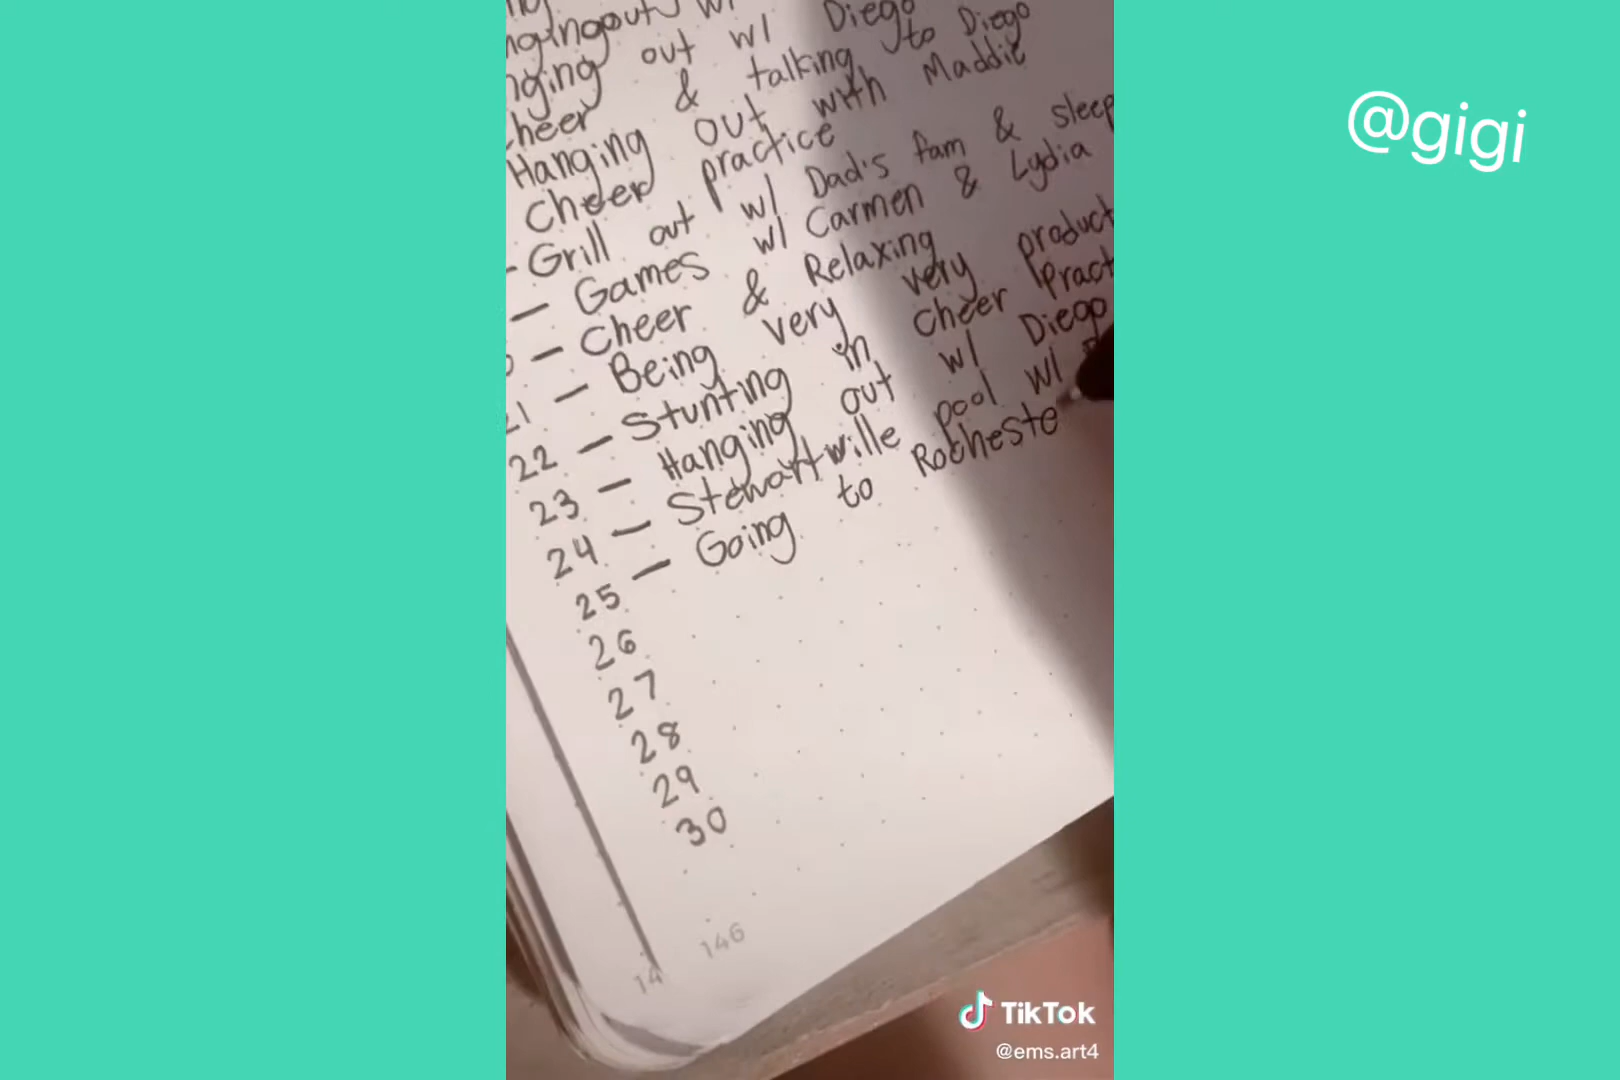 out w/ Diego
& talking to Diego
Hanging out with Maddie
Cheer practice
- Grill out w/ Dad's fam & sleep
- Games w/ Carmen & Lydia
- Cheer & Relaxing
21 - Being very very product
22 - Stunting in cheer pract
23 - Hanging out w/ Diego
24 - Stewartville pool w/
25 - Going to Rocheste
26
27
28
29
30
14
146
@gigi
TikTok
@ems.art4